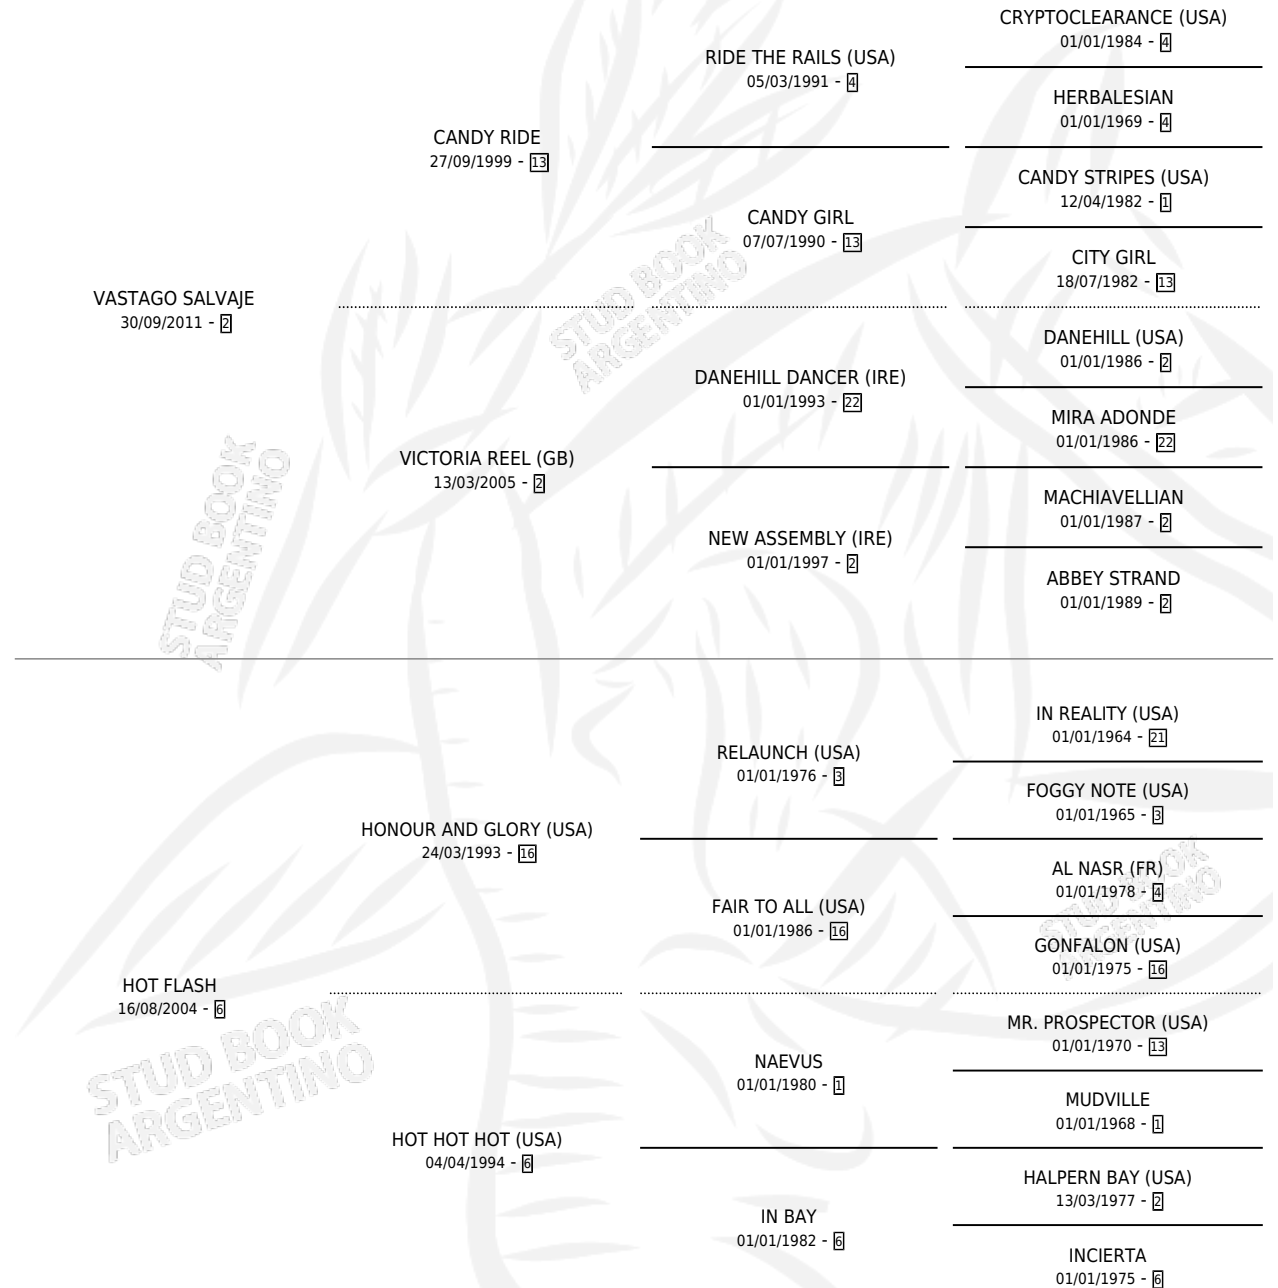 CRYPTOCLEARANCE (USA)
01/01/1984 - 4
RIDE THE RAILS (USA)
05/03/1991 - 4
HERBALESIAN
01/01/1969 - 4
CANDY RIDE
27/09/1999 - 13
CANDY STRIPES (USA)
12/04/1982 - 1
CANDY GIRL
07/07/1990 - 13
CITY GIRL
18/07/1982 - 13
VASTAGO SALVAJE
30/09/2011 - 2
STUD BOOK
ARGENTINO
DANEHILL (USA)
01/01/1986 - 2
DANEHILL DANCER (IRE)
01/01/1993 - 22
MIRA ADONDE
01/01/1986 - 22
VICTORIA REEL (GB)
13/03/2005 - 2
MACHIAVELLIAN
01/01/1987 - 2
NEW ASSEMBLY (IRE)
01/01/1997 - 2
ABBEY STRAND
01/01/1989 - 2
STUD BOOK
ARGENTINO
IN REALITY (USA)
01/01/1964 - 21
RELAUNCH (USA)
01/01/1976 - 3
FOGGY NOTE (USA)
01/01/1965 - 3
HONOUR AND GLORY (USA)
24/03/1993 - 16
AL NASR (FR)
01/01/1978 - 4
STUD BOOK
ARGENTINO
FAIR TO ALL (USA)
01/01/1986 - 16
GONFALON (USA)
01/01/1975 - 16
HOT FLASH
16/08/2004 - 6
STUD BOOK
ARGENTINO
MR. PROSPECTOR (USA)
01/01/1970 - 13
NAEVUS
01/01/1980 - 1
MUDVILLE
01/01/1968 - 1
HOT HOT HOT (USA)
04/04/1994 - 6
HALPERN BAY (USA)
13/03/1977 - 2
IN BAY
01/01/1982 - 6
INCIERTA
01/01/1975 - 6